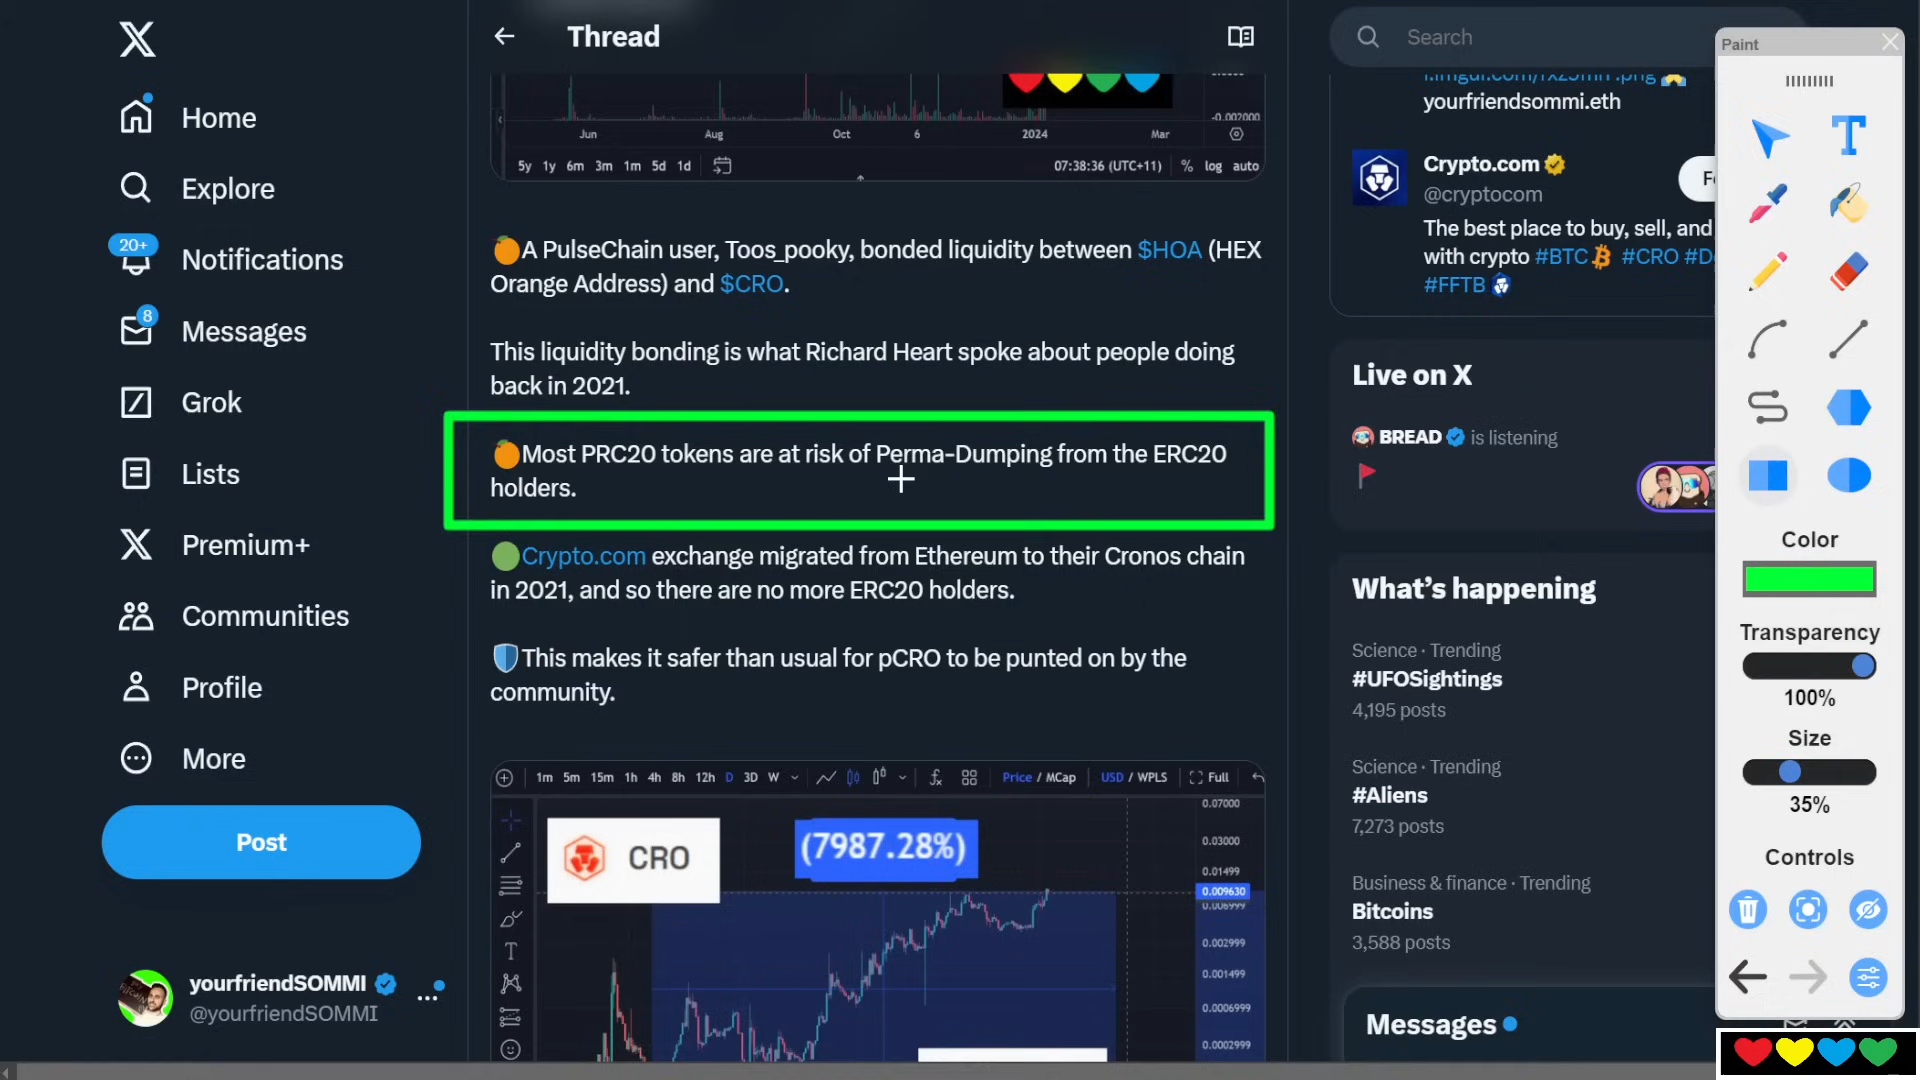 Home
Explore
20+
Notifications
8
Messages
Grok
Lists
Premium+
Communities
Profile
More
Post
yourfriendSOMMI
@yourfriendSOMMI
Thread
-0.002000
Jun Aug Oct 6 2024 Mar
5y 1y 6m 3m 1m 5d 1d 07:38:36 (UTC+11) % log auto
A PulseChain user, Toos_pooky, bonded liquidity between $HOA (HEX
Orange Address) and $CRO.
This liquidity bonding is what Richard Heart spoke about people doing
back in 2021.
Most PRC20 tokens are at risk of Perma-Dumping from the ERC20
holders.
Crypto.com exchange migrated from Ethereum to their Cronos chain
in 2021, and so there are no more ERC20 holders.
This makes it safer than usual for pCRO to be punted on by the
community.
1m 5m 15m 1h 4h 8h 12h D 3D W Price / MCap USD / WPLS Full
CRO
(7987.28%)
0.07000
0.03000
0.01499
0.009630
0.006999
0.002999
0.001499
0.0006999
0.0002999
Search
yourfriendsommi.eth
Crypto.com
@cryptocom
The best place to buy, sell, and
with crypto #BTC #CRO
#FFTB
Live on X
BREAD is listening
What's happening
Science · Trending
#UFOSightings
4,195 posts
Science · Trending
#Aliens
7,273 posts
Business & finance · Trending
Bitcoins
3,588 posts
Messages
Paint
Color
Transparency
100%
Size
35%
Controls